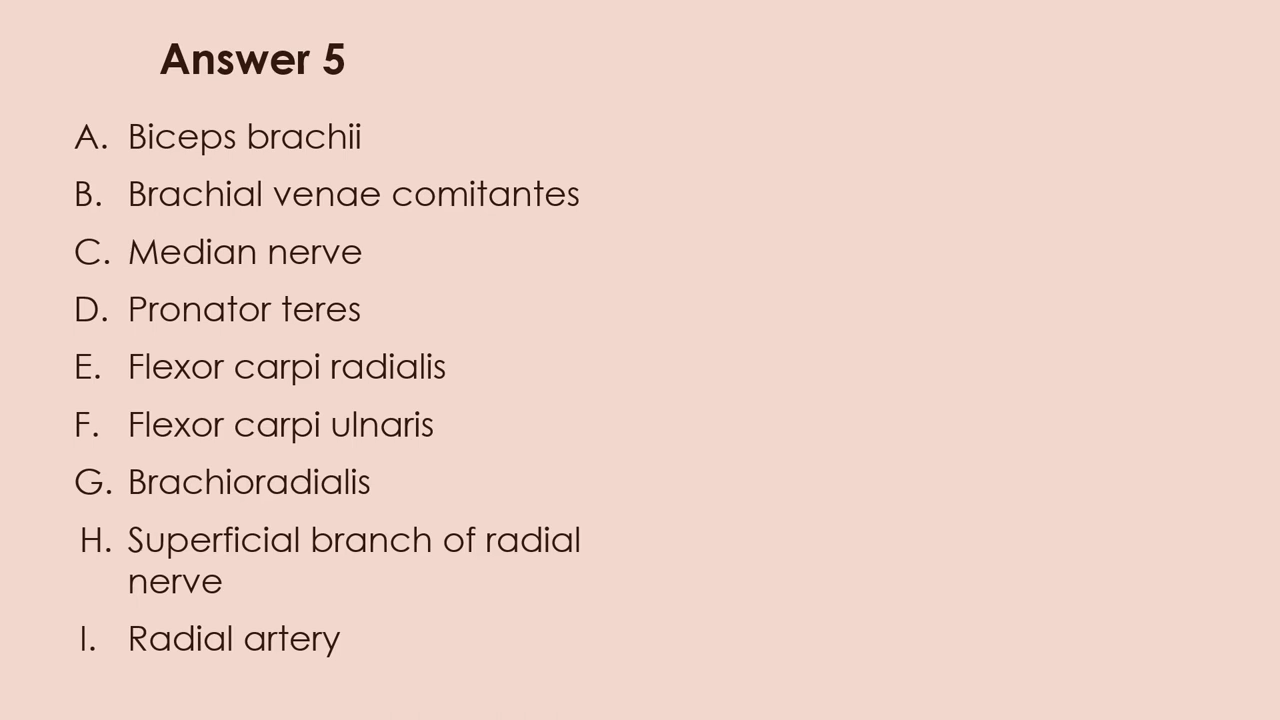 Answer 5
A. Biceps brachii
B. Brachial venae comitantes
C. Median nerve
D. Pronator teres
E. Flexor carpi radialis
F. Flexor carpi ulnaris
G. Brachioradialis
H. Superficial branch of radial
nerve
I. Radial artery